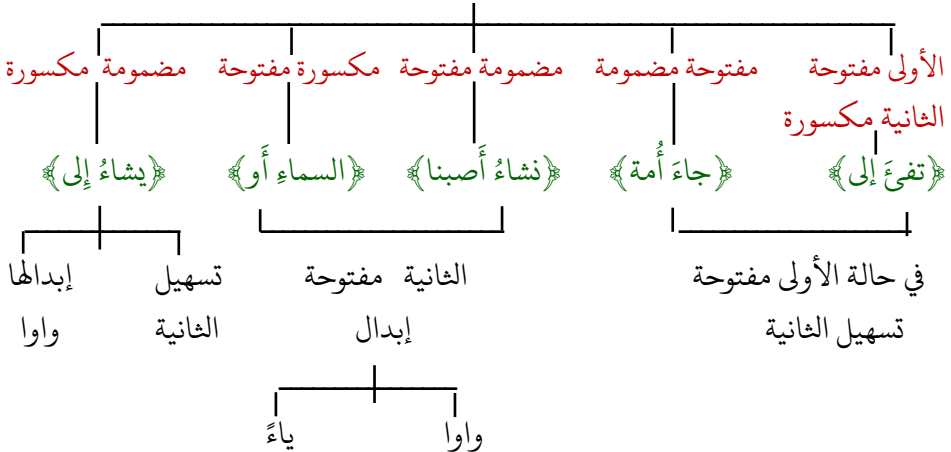 الأولى مفتوحة مفتوحة مضمومة مضمومة مفتوحة مكسورة مفتوحة مضمومة مكسورة
الثانية مكسورة
﴿تفئَ إلى﴾ ﴿جاءَ أُمة﴾ ﴿نشاءُ أَصبنا﴾ ﴿السماءِ أَو﴾ ﴿يشاءُ إِلى﴾
في حالة الأولى مفتوحة الثانية مفتوحة تسهيل إبدالها
تسهيل الثانية إبدال الثانية واوا
واوا ياءً